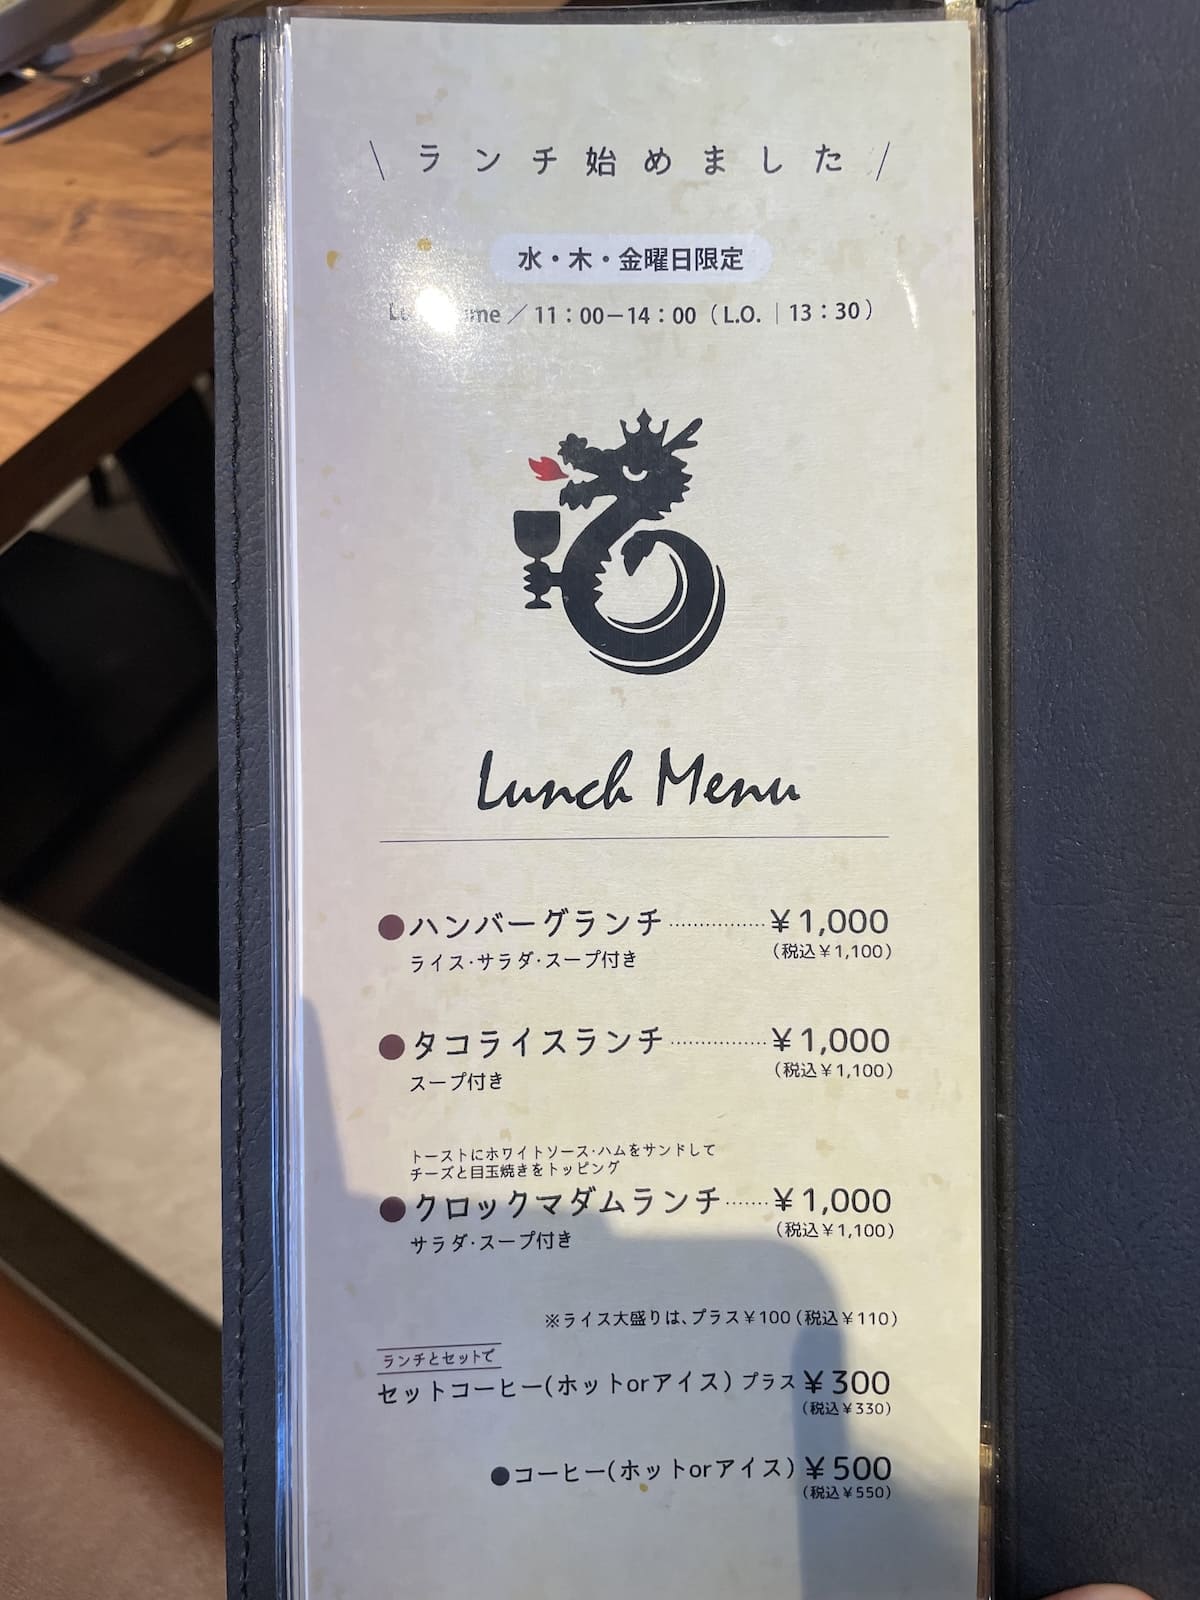 \ ランチ始めました /
水・木・金曜日限定
／ 11：00－14：00（L.O.｜13：30）
Lunch Menu
●ハンバーグランチ ················ ￥1,000
（税込￥1,100）
ライス・サラダ・スープ付き
●タコライスランチ ················ ￥1,000
（税込￥1,100）
スープ付き
トーストにホワイトソース・ハムをサンドして
チーズと目玉焼きをトッピング
●クロックマダムランチ ······· ￥1,000
（税込￥1,100）
サラダ・スープ付き
※ライス大盛りは、プラス￥100（税込￥110）
ランチとセットで
セットコーヒー（ホットorアイス）プラス￥300
（税込￥330）
●コーヒー（ホットorアイス）￥500
（税込￥550）